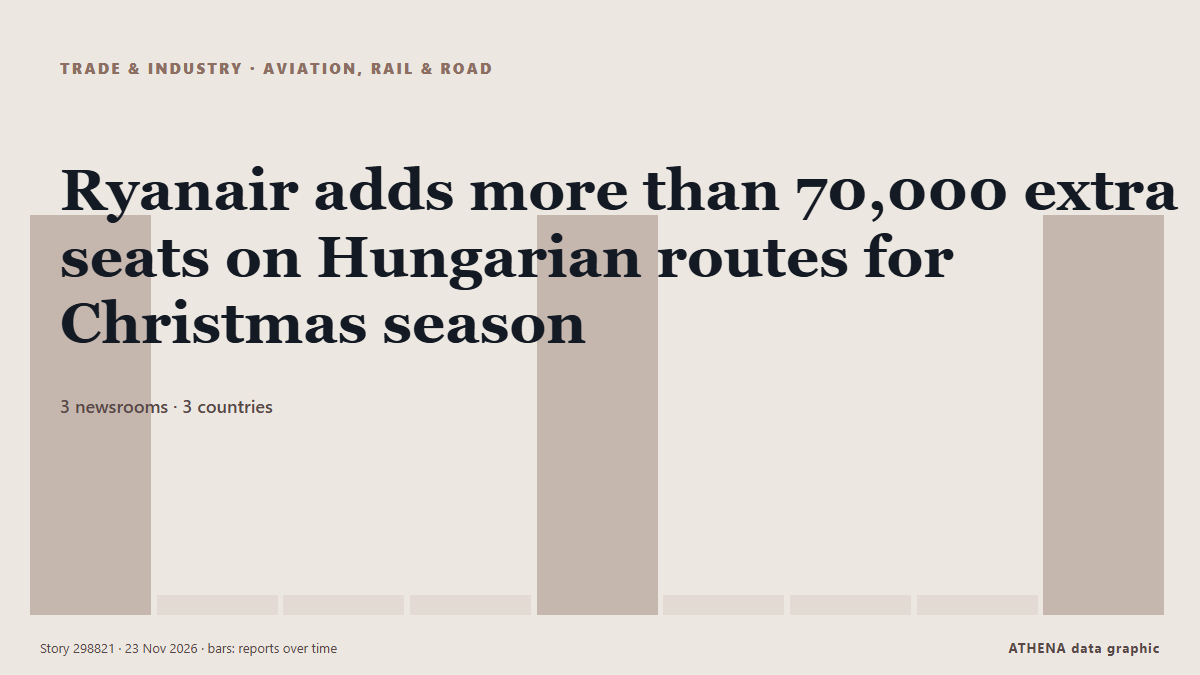 TRADE & INDUSTRY · AVIATION, RAIL & ROAD
Ryanair adds more than 70,000 extra
seats on Hungarian routes for
Christmas season
3 newsrooms · 3 countries
Story 298821 · 23 Nov 2026 · bars: reports over time
ATHENA data graphic